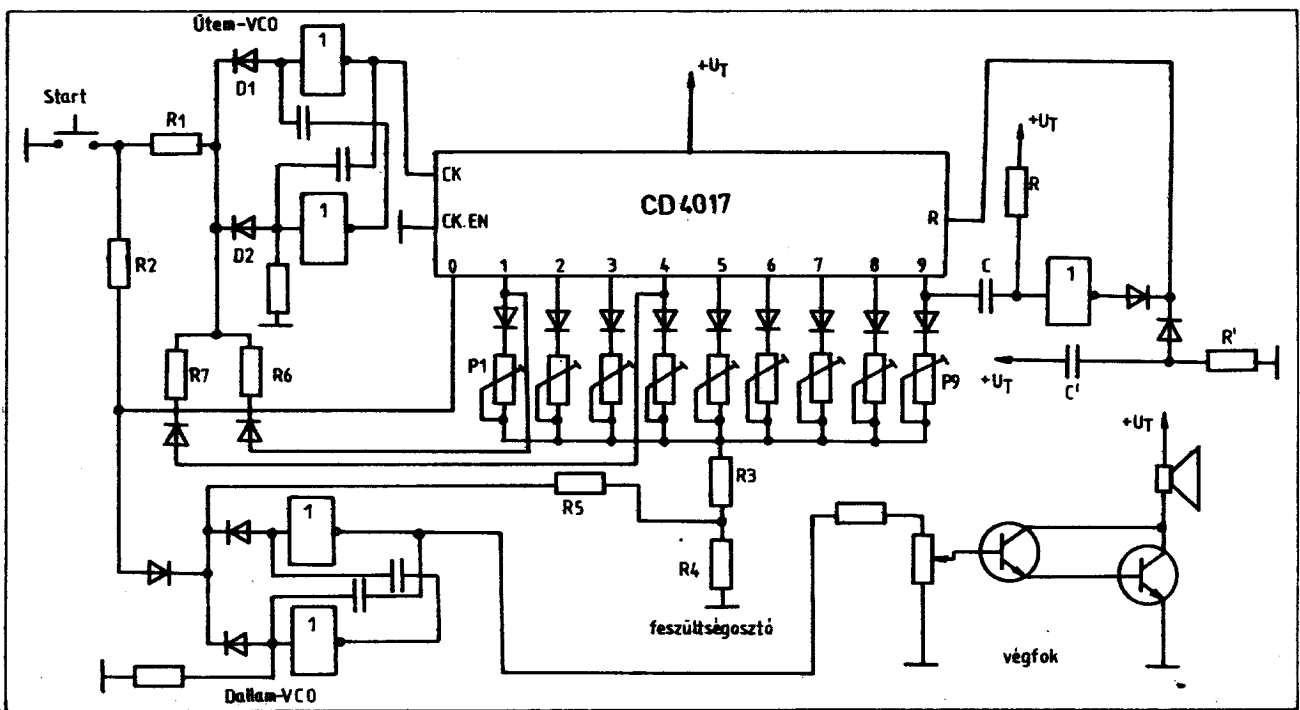 Ütem-VCO
1
D1
Start
R1
+UT
+UT
CK
R
CD4017
1
CK.EN
R
D2
R2
0 1 2 3 4 5 6 7 8 9
C
1
R7
R6
P1
P9
+UT
C'
R'
+UT
R3
R5
1
R4
1
feszültségosztó
végfok
Dallam-VCO